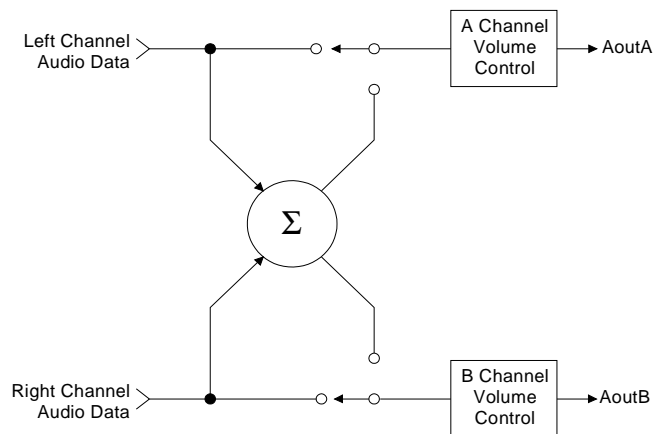 Left Channel
Audio Data
A Channel
Volume
Control
AoutA
Σ
Right Channel
Audio Data
B Channel
Volume
Control
AoutB